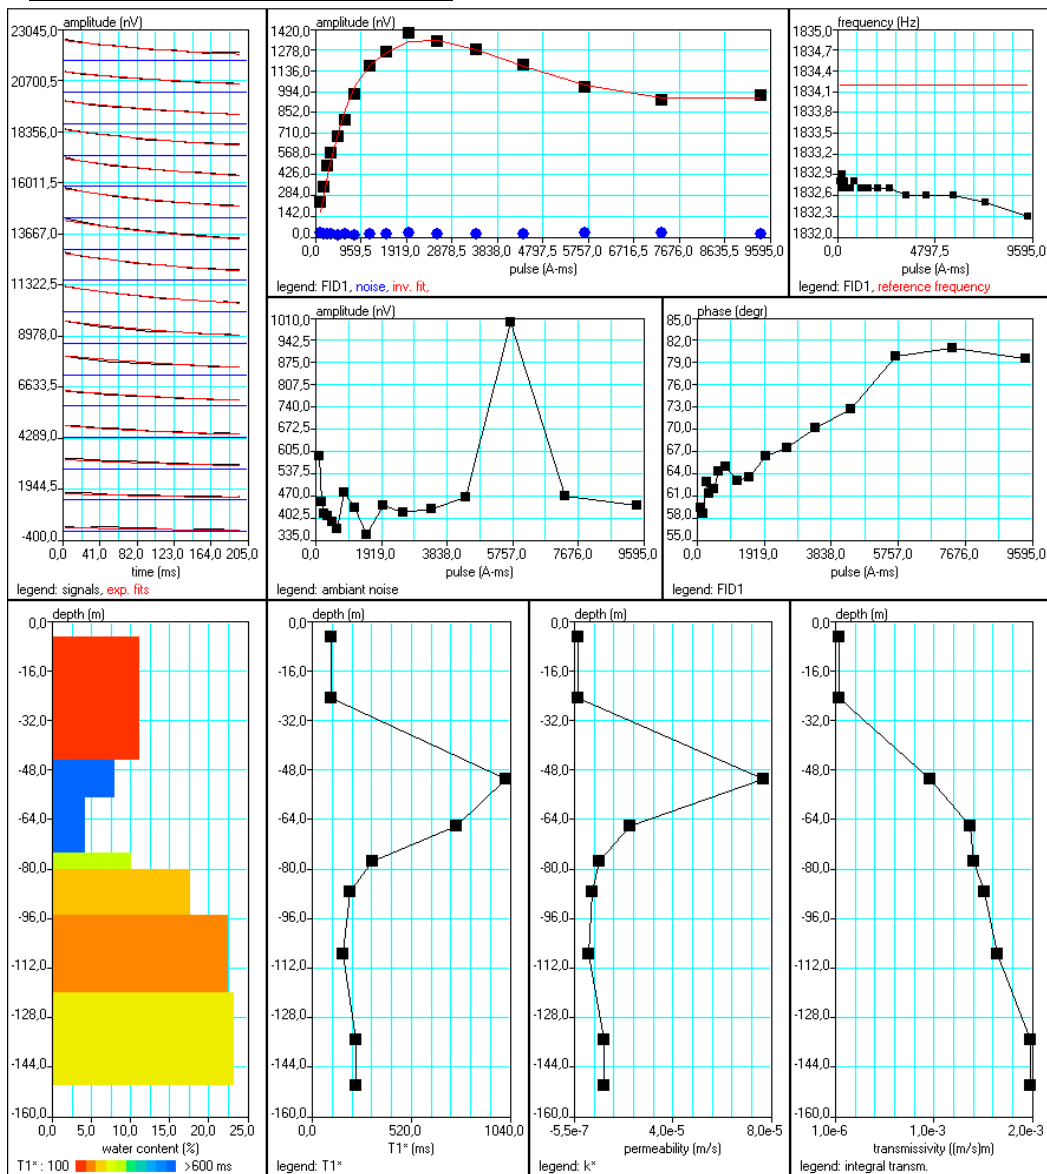 amplitude (nV)
23045,0
20700,5
18356,0
16011,5
13667,0
11322,5
8978,0
6633,5
4289,0
1944,5
-400,0
0,0 41,0 82,0 123,0 164,0 205,0
time (ms)
legend: signals, exp. fits
amplitude (nV)
1420,0
1278,0
1136,0
994,0
852,0
710,0
568,0
426,0
284,0
142,0
0,0
0,0 959,5 1919,0 2878,5 3838,0 4797,5 5757,0 6716,5 7676,0 8635,5 9595,0
pulse (A-ms)
legend: FID1, noise, inv. fit,
frequency (Hz)
1835,0
1834,7
1834,4
1834,1
1833,8
1833,5
1833,2
1832,9
1832,6
1832,3
1832,0
0,0 4797,5 9595,0
pulse (A-ms)
legend: FID1, reference frequency
amplitude (nV)
1010,0
942,5
875,0
807,5
740,0
672,5
605,0
537,5
470,0
402,5
335,0
0,0 1919,0 3838,0 5757,0 7676,0 9595,0
pulse (A-ms)
legend: ambiant noise
phase (degr)
85,0
82,0
79,0
76,0
73,0
70,0
67,0
64,0
61,0
58,0
55,0
0,0 1919,0 3838,0 5757,0 7676,0 9595,0
pulse (A-ms)
legend: FID1
depth (m)
0,0
-16,0
-32,0
-48,0
-64,0
-80,0
-96,0
-112,0
-128,0
-144,0
-160,0
0,0 5,0 10,0 15,0 20,0 25,0
water content (%)
T1* : 100 >600 ms
depth (m)
0,0
-16,0
-32,0
-48,0
-64,0
-80,0
-96,0
-112,0
-128,0
-144,0
-160,0
0,0 520,0 1040,0
T1* (ms)
legend: T1*
depth (m)
0,0
-16,0
-32,0
-48,0
-64,0
-80,0
-96,0
-112,0
-128,0
-144,0
-160,0
-5,5e-7 4,0e-5 8,0e-5
permeability (m/s)
legend: k*
depth (m)
0,0
-16,0
-32,0
-48,0
-64,0
-80,0
-96,0
-112,0
-128,0
-144,0
-160,0
1,0e-6 1,0e-3 2,0e-3
transmissivity ((m/s)m)
legend: integral transm.